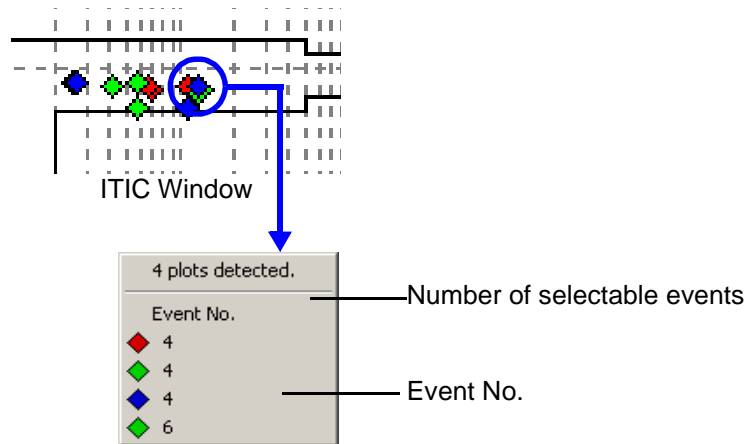 ITIC Window
4 plots detected.
Number of selectable events
Event No.
4
4
Event No.
4
6